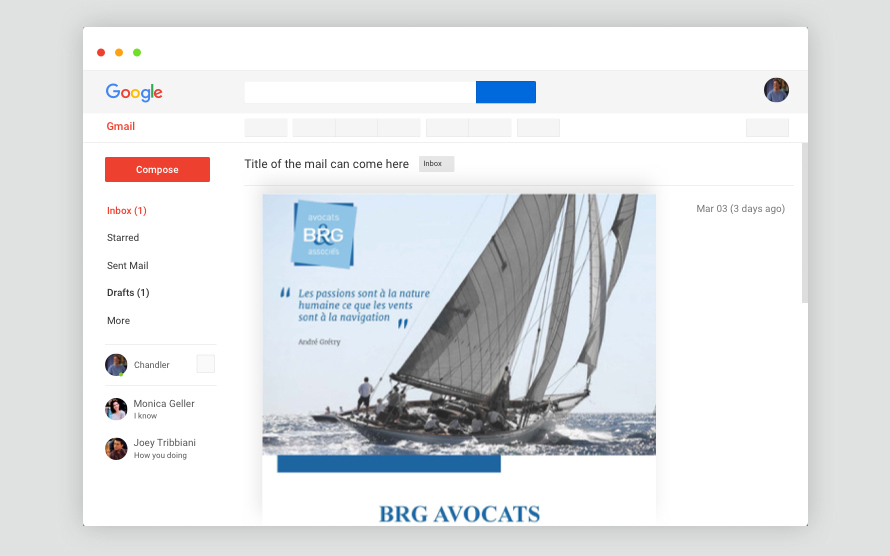 Google
Gmail
Compose
Inbox (1)
Starred
Sent Mail
Drafts (1)
More
Chandler
Monica Geller
I know
Joey Tribbiani
How you doing
Title of the mail can come here
Inbox
Mar 03 (3 days ago)
avocats
BRG
&
associés
“ Les passions sont à la nature
humaine ce que les vents
sont à la navigation ”
André Grétry
BRG AVOCATS